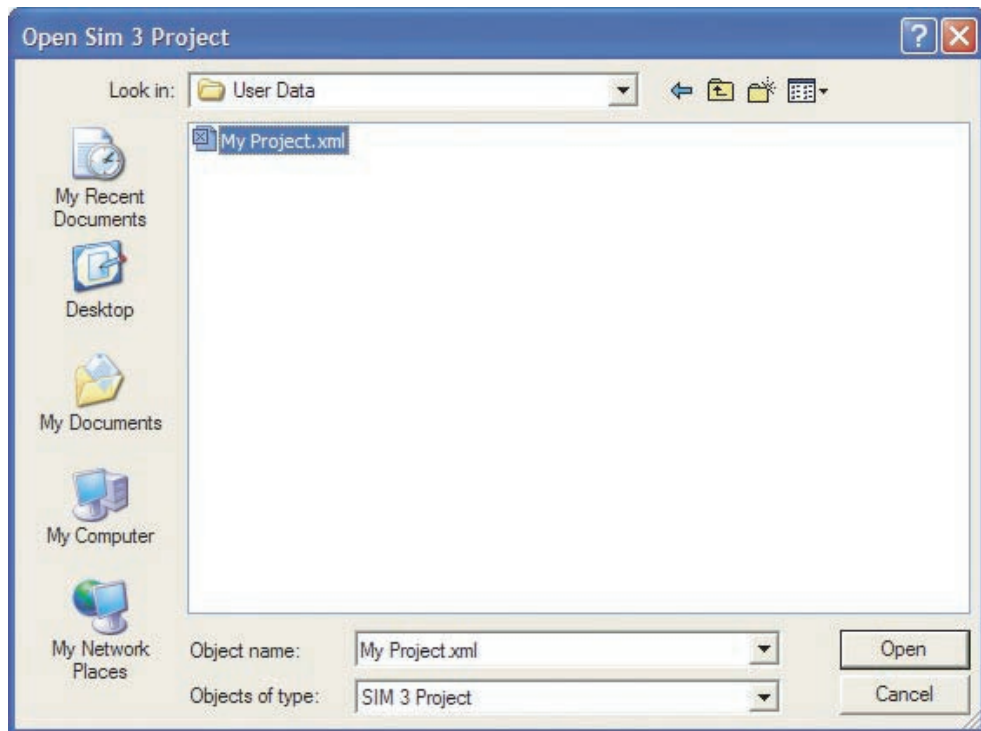 Open Sim 3 Project
Look in:
User Data
My Project.xml
My Recent
Documents
Desktop
My Documents
My Computer
My Network
Places
Object name:
My Project.xml
Open
Objects of type:
SIM 3 Project
Cancel